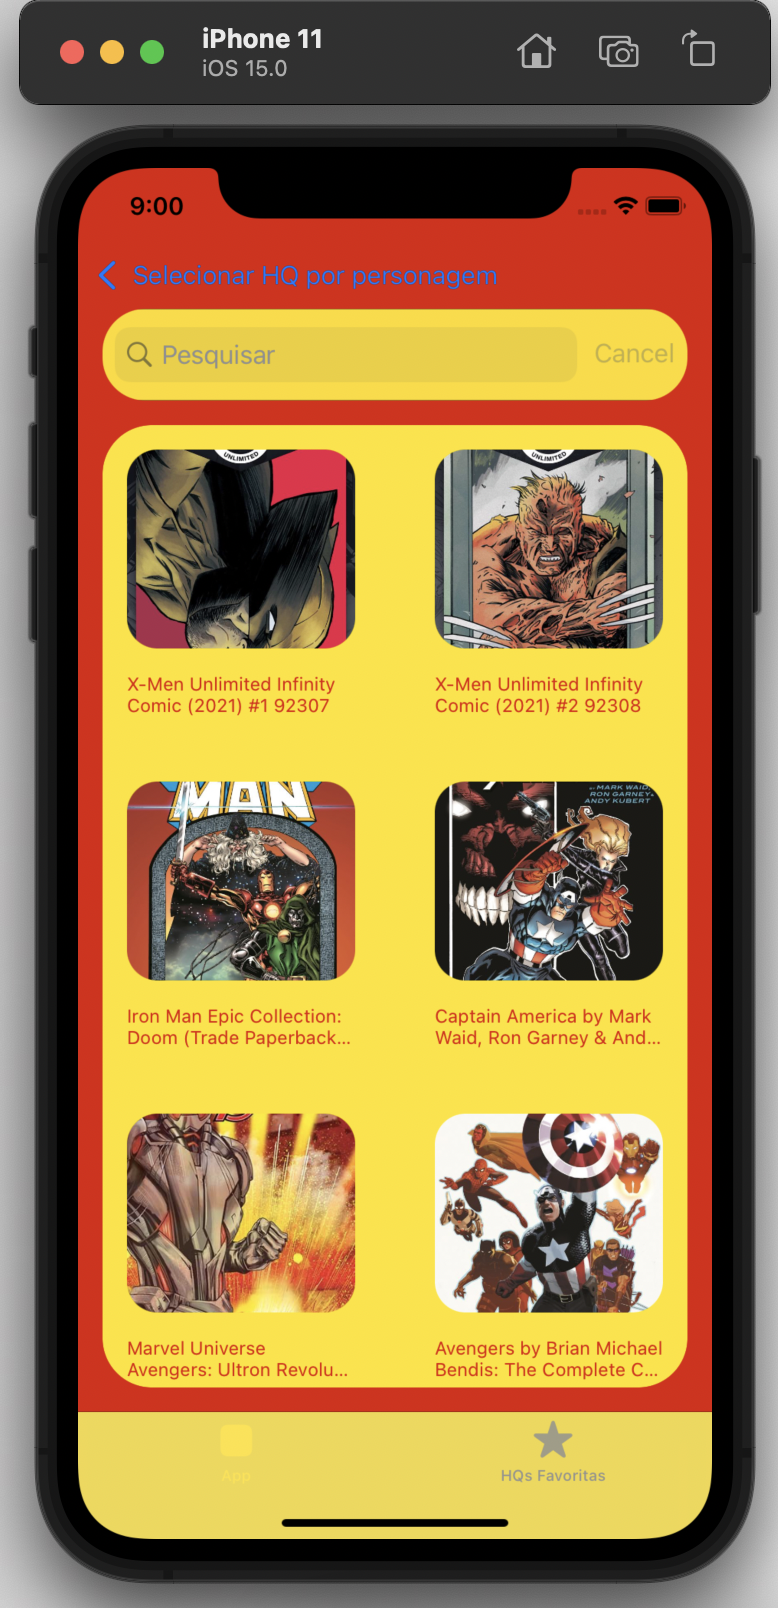 iPhone 11
iOS 15.0
9:00
Selecionar HQ por personagem
Pesquisar
Cancel
UNLIMITED
UNLIMITED
X-Men Unlimited Infinity
Comic (2021) #1 92307
X-Men Unlimited Infinity
Comic (2021) #2 92308
MAN
MARK WAID,
RON GARNEY &
ANDY KUBERT
Iron Man Epic Collection:
Doom (Trade Paperback...
Captain America by Mark
Waid, Ron Garney & And...
Marvel Universe
Avengers: Ultron Revolu...
Avengers by Brian Michael
Bendis: The Complete C...
App
HQs Favoritas